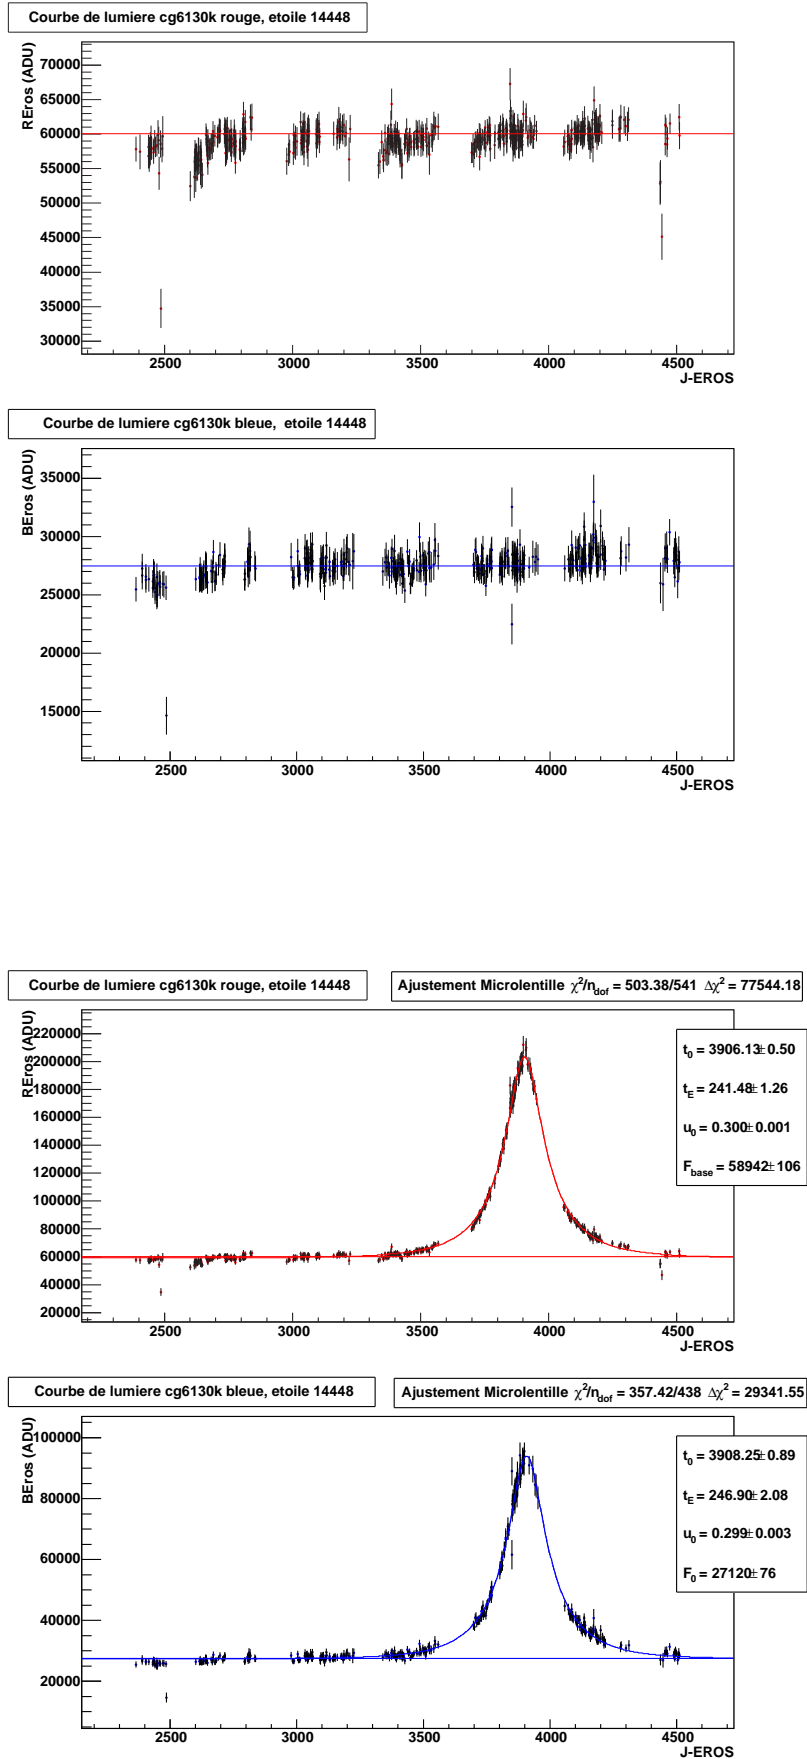 Courbe de lumiere cg6130k rouge, etoile 14448
REros (ADU)
70000
65000
60000
55000
50000
45000
40000
35000
30000
2500 3000 3500 4000 4500
J-EROS
Courbe de lumiere cg6130k bleue, etoile 14448
BEros (ADU)
35000
30000
25000
20000
15000
2500 3000 3500 4000 4500
J-EROS
Courbe de lumiere cg6130k rouge, etoile 14448
Ajustement Microlentille χ²/n_dof = 503.38/541 Δχ² = 77544.18
REros (ADU)
220000
200000
180000
160000
140000
120000
100000
80000
60000
40000
20000
t₀ = 3906.13± 0.50
t_E = 241.48± 1.26
u₀ = 0.300± 0.001
F_base = 58942± 106
2500 3000 3500 4000 4500
J-EROS
Courbe de lumiere cg6130k bleue, etoile 14448
Ajustement Microlentille χ²/n_dof = 357.42/438 Δχ² = 29341.55
BEros (ADU)
100000
80000
60000
40000
20000
t₀ = 3908.25± 0.89
t_E = 246.90± 2.08
u₀ = 0.299± 0.003
F₀ = 27120± 76
2500 3000 3500 4000 4500
J-EROS